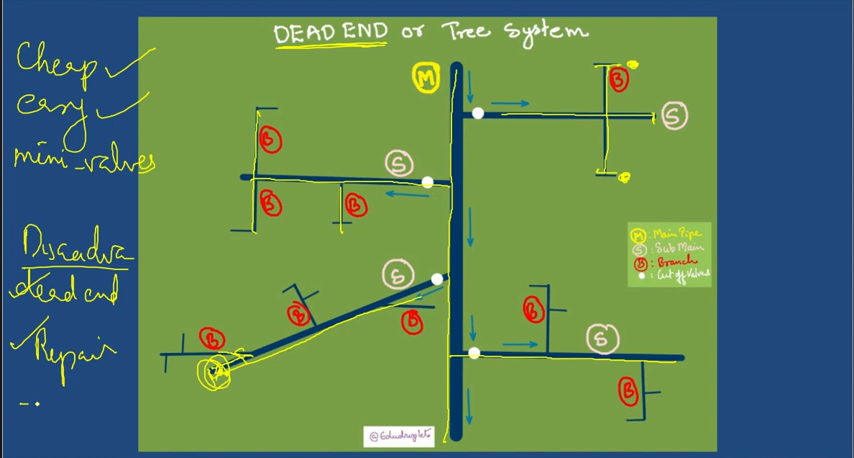 DEAD END or Tree System
Cheap
easy
mini-valves
Disadva
dead end
Repair
M
B
S
B
S
B
B
S
B
B
B
B
S
B
M : Main Pipe
S : Sub Main
B : Branch
: Cut off Valves
@Edudroplets